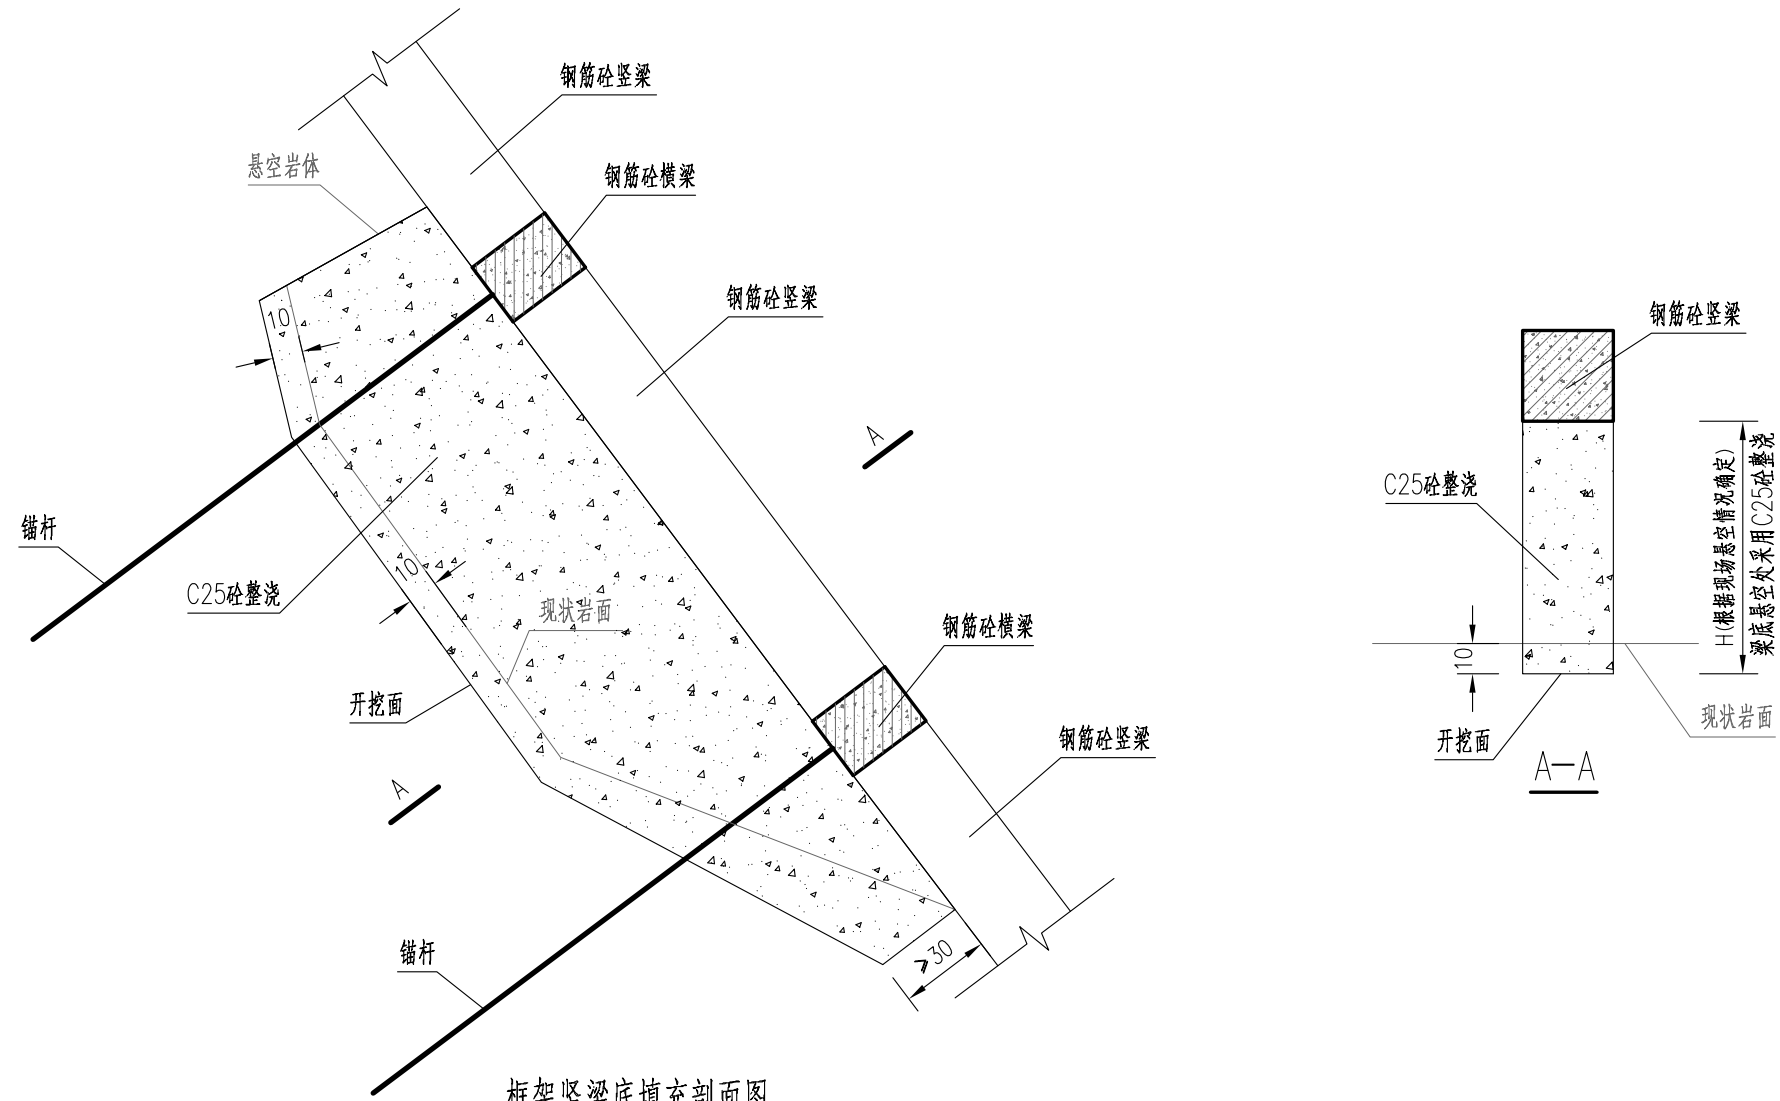 钢筋砼竖梁
悬空岩体
钢筋砼横梁
10
钢筋砼竖梁
A
锚杆
C25砼整浇
10
现状岩面
开挖面
钢筋砼横梁
A
钢筋砼竖梁
锚杆
≥30
框架竖梁底填充剖面图
钢筋砼竖梁
C25砼整浇
H(根据现场悬空情况确定)
梁底悬空处采用C25砼整浇
10
现状岩面
开挖面
A—A